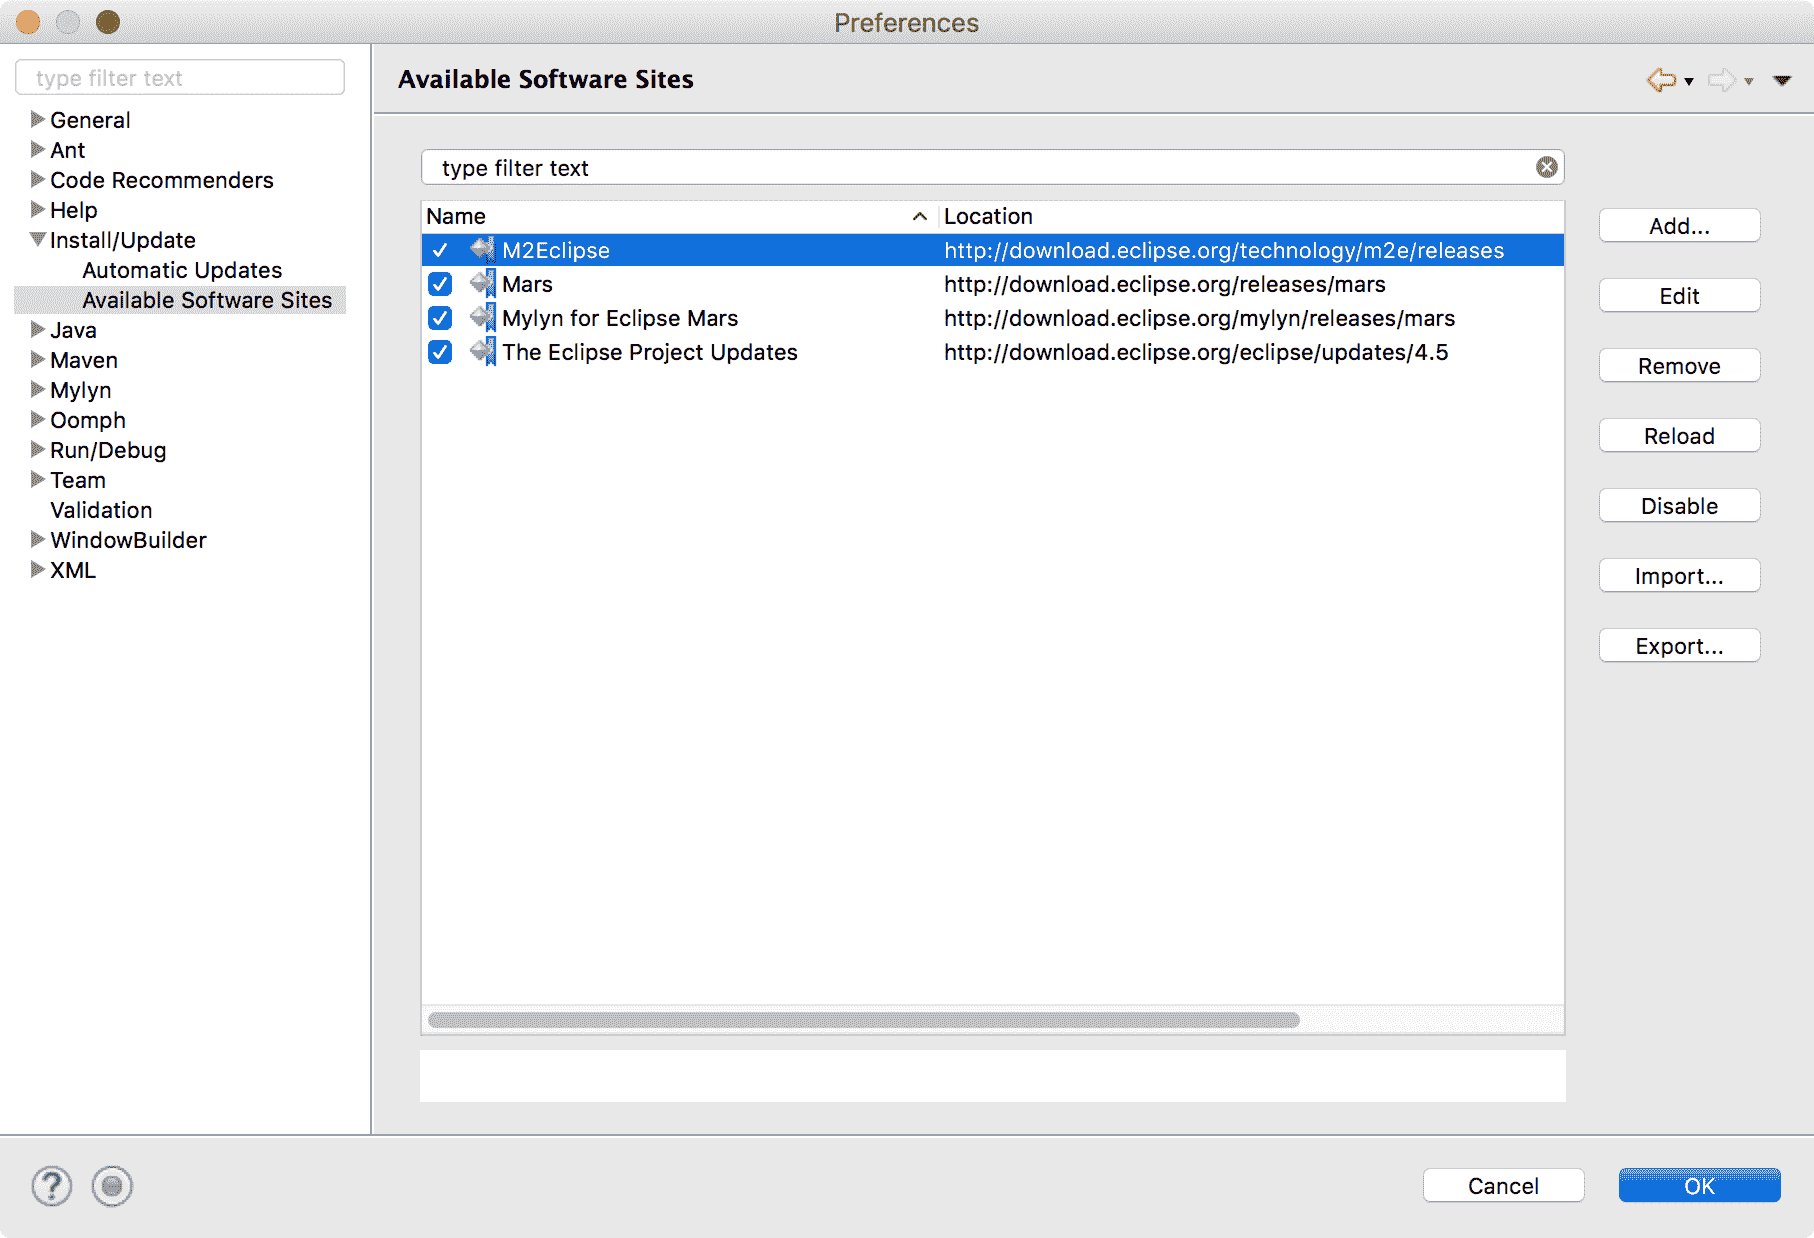 Preferences
type filter text
General
Ant
Code Recommenders
Help
Install/Update
Automatic Updates
Available Software Sites
Java
Maven
Mylyn
Oomph
Run/Debug
Team
Validation
WindowBuilder
XML
Available Software Sites
type filter text
Name Location
M2Eclipse http://download.eclipse.org/technology/m2e/releases
Mars http://download.eclipse.org/releases/mars
Mylyn for Eclipse Mars http://download.eclipse.org/mylyn/releases/mars
The Eclipse Project Updates http://download.eclipse.org/eclipse/updates/4.5
Add...
Edit
Remove
Reload
Disable
Import...
Export...
?
Cancel
OK